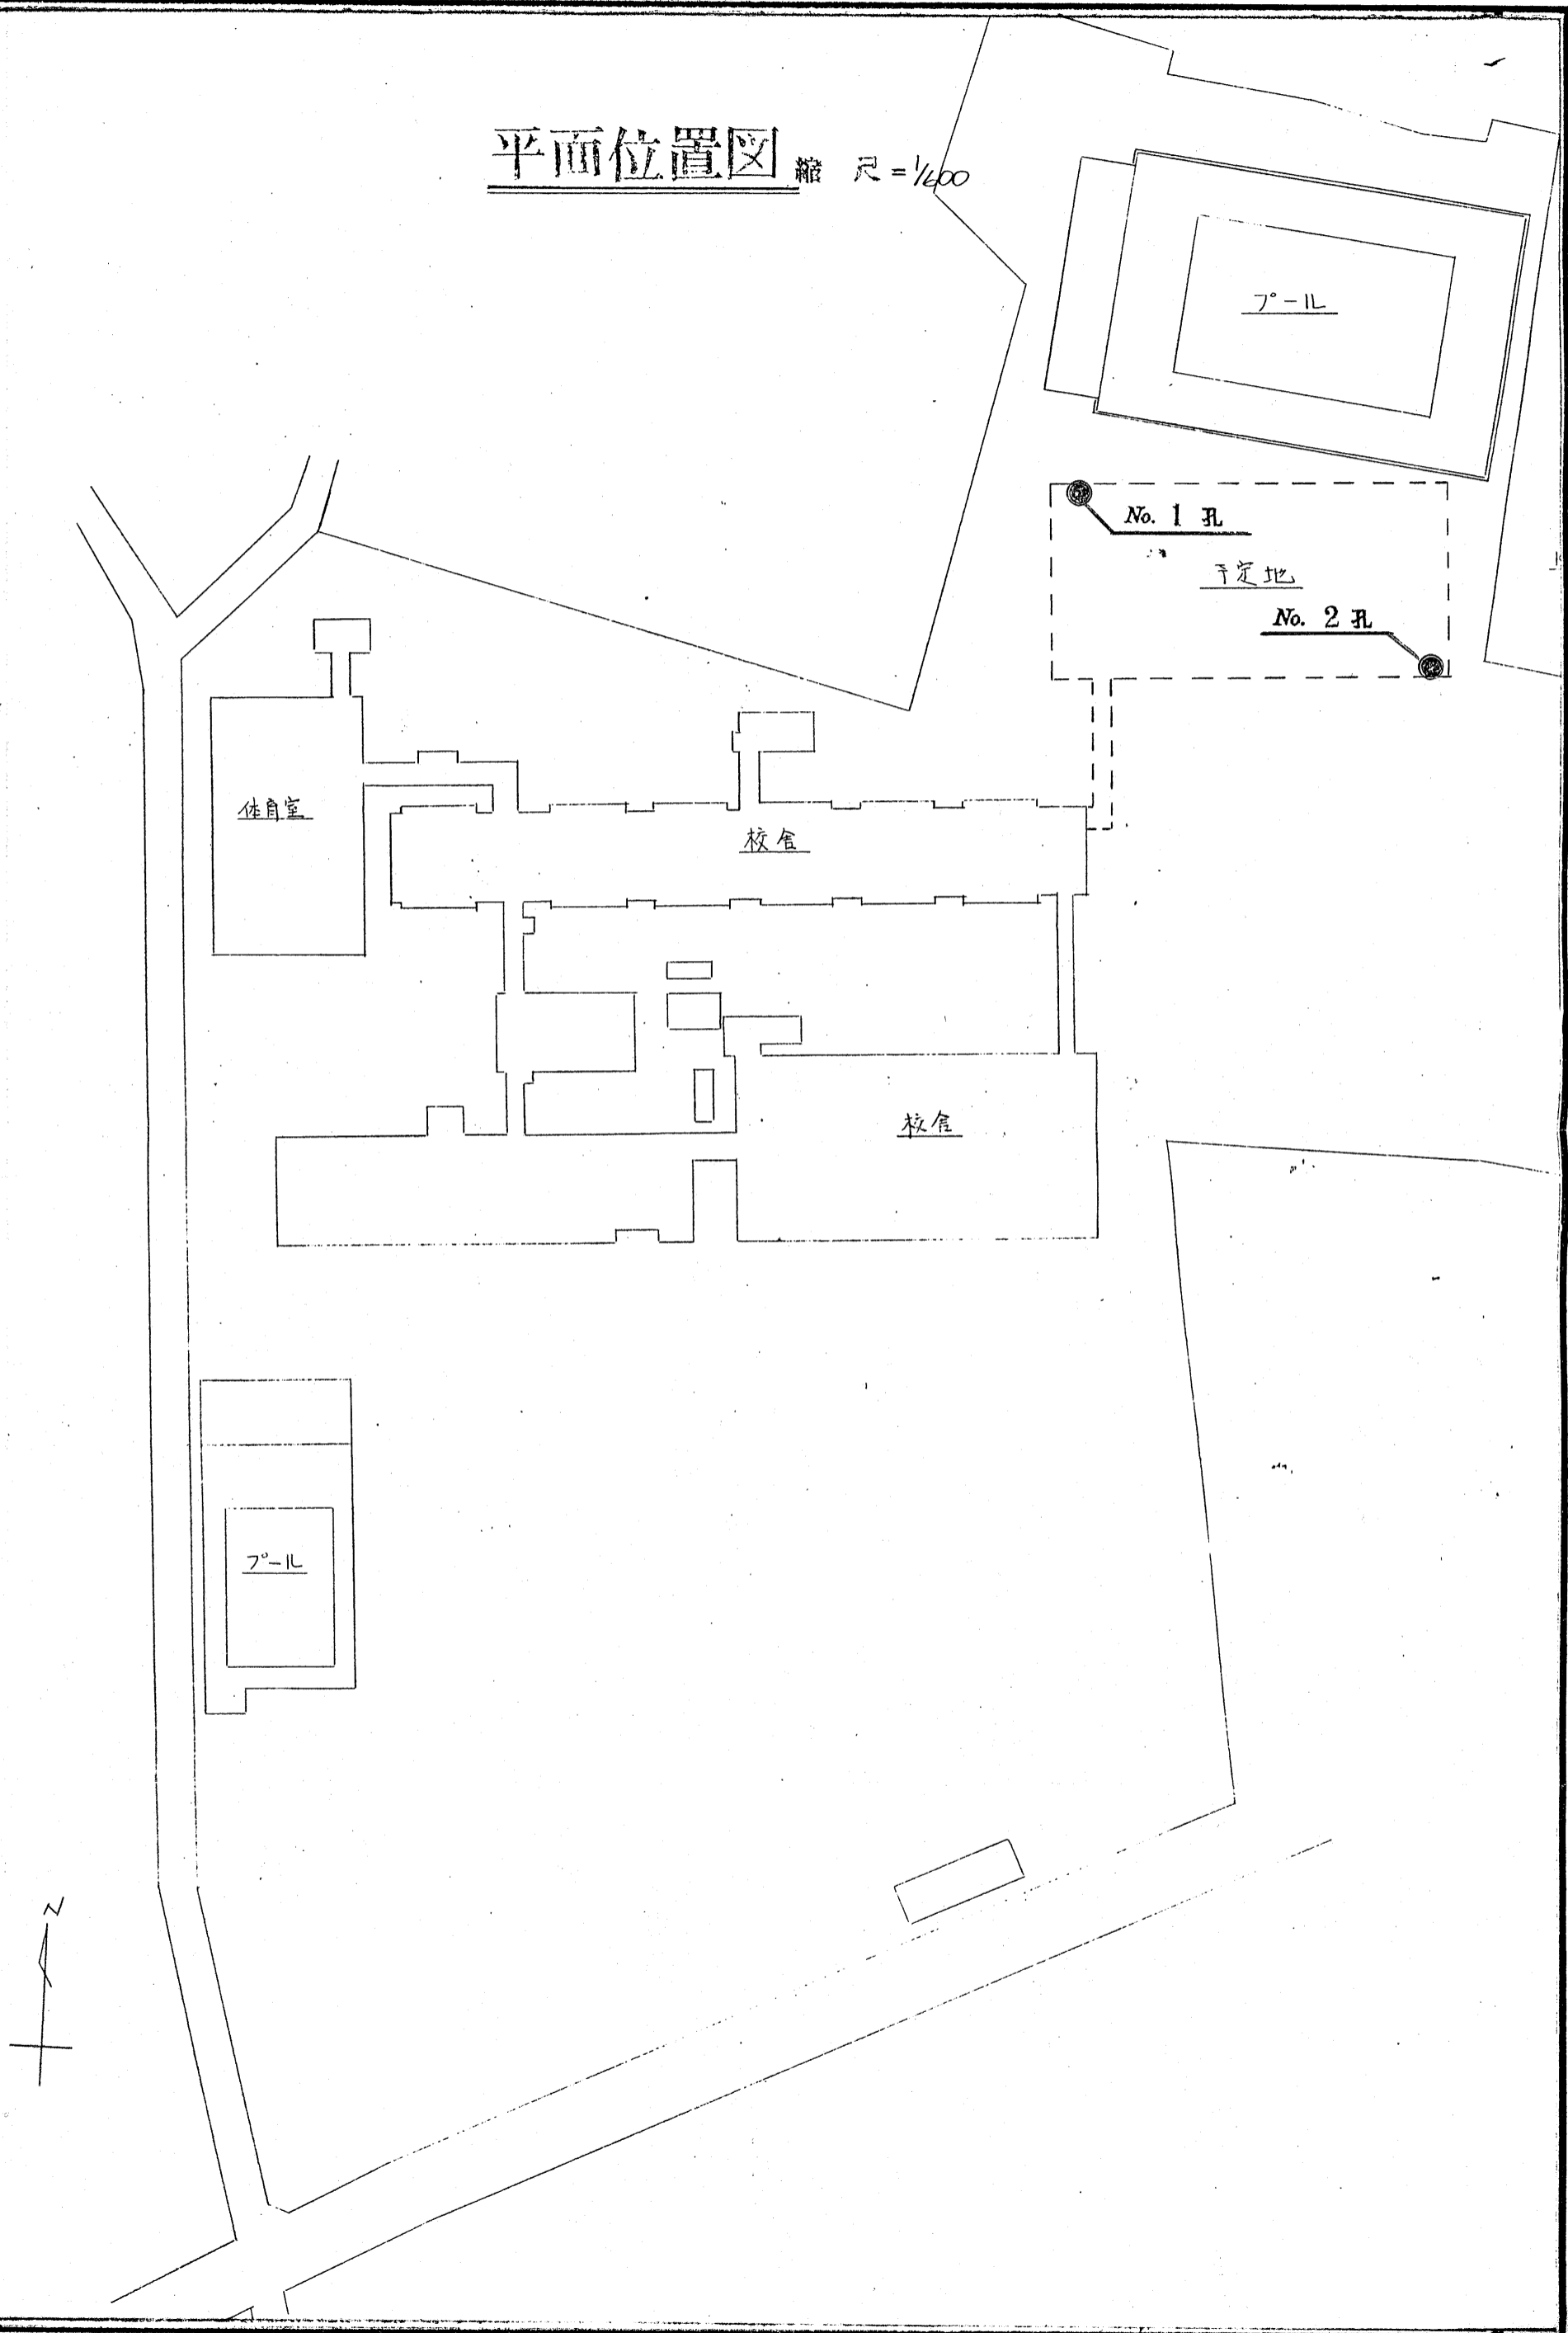 平面位置図 縮 尺=1/600
プール
No. 1 孔
予定地
No. 2 孔
体育室
校舎
校舎
プール
N